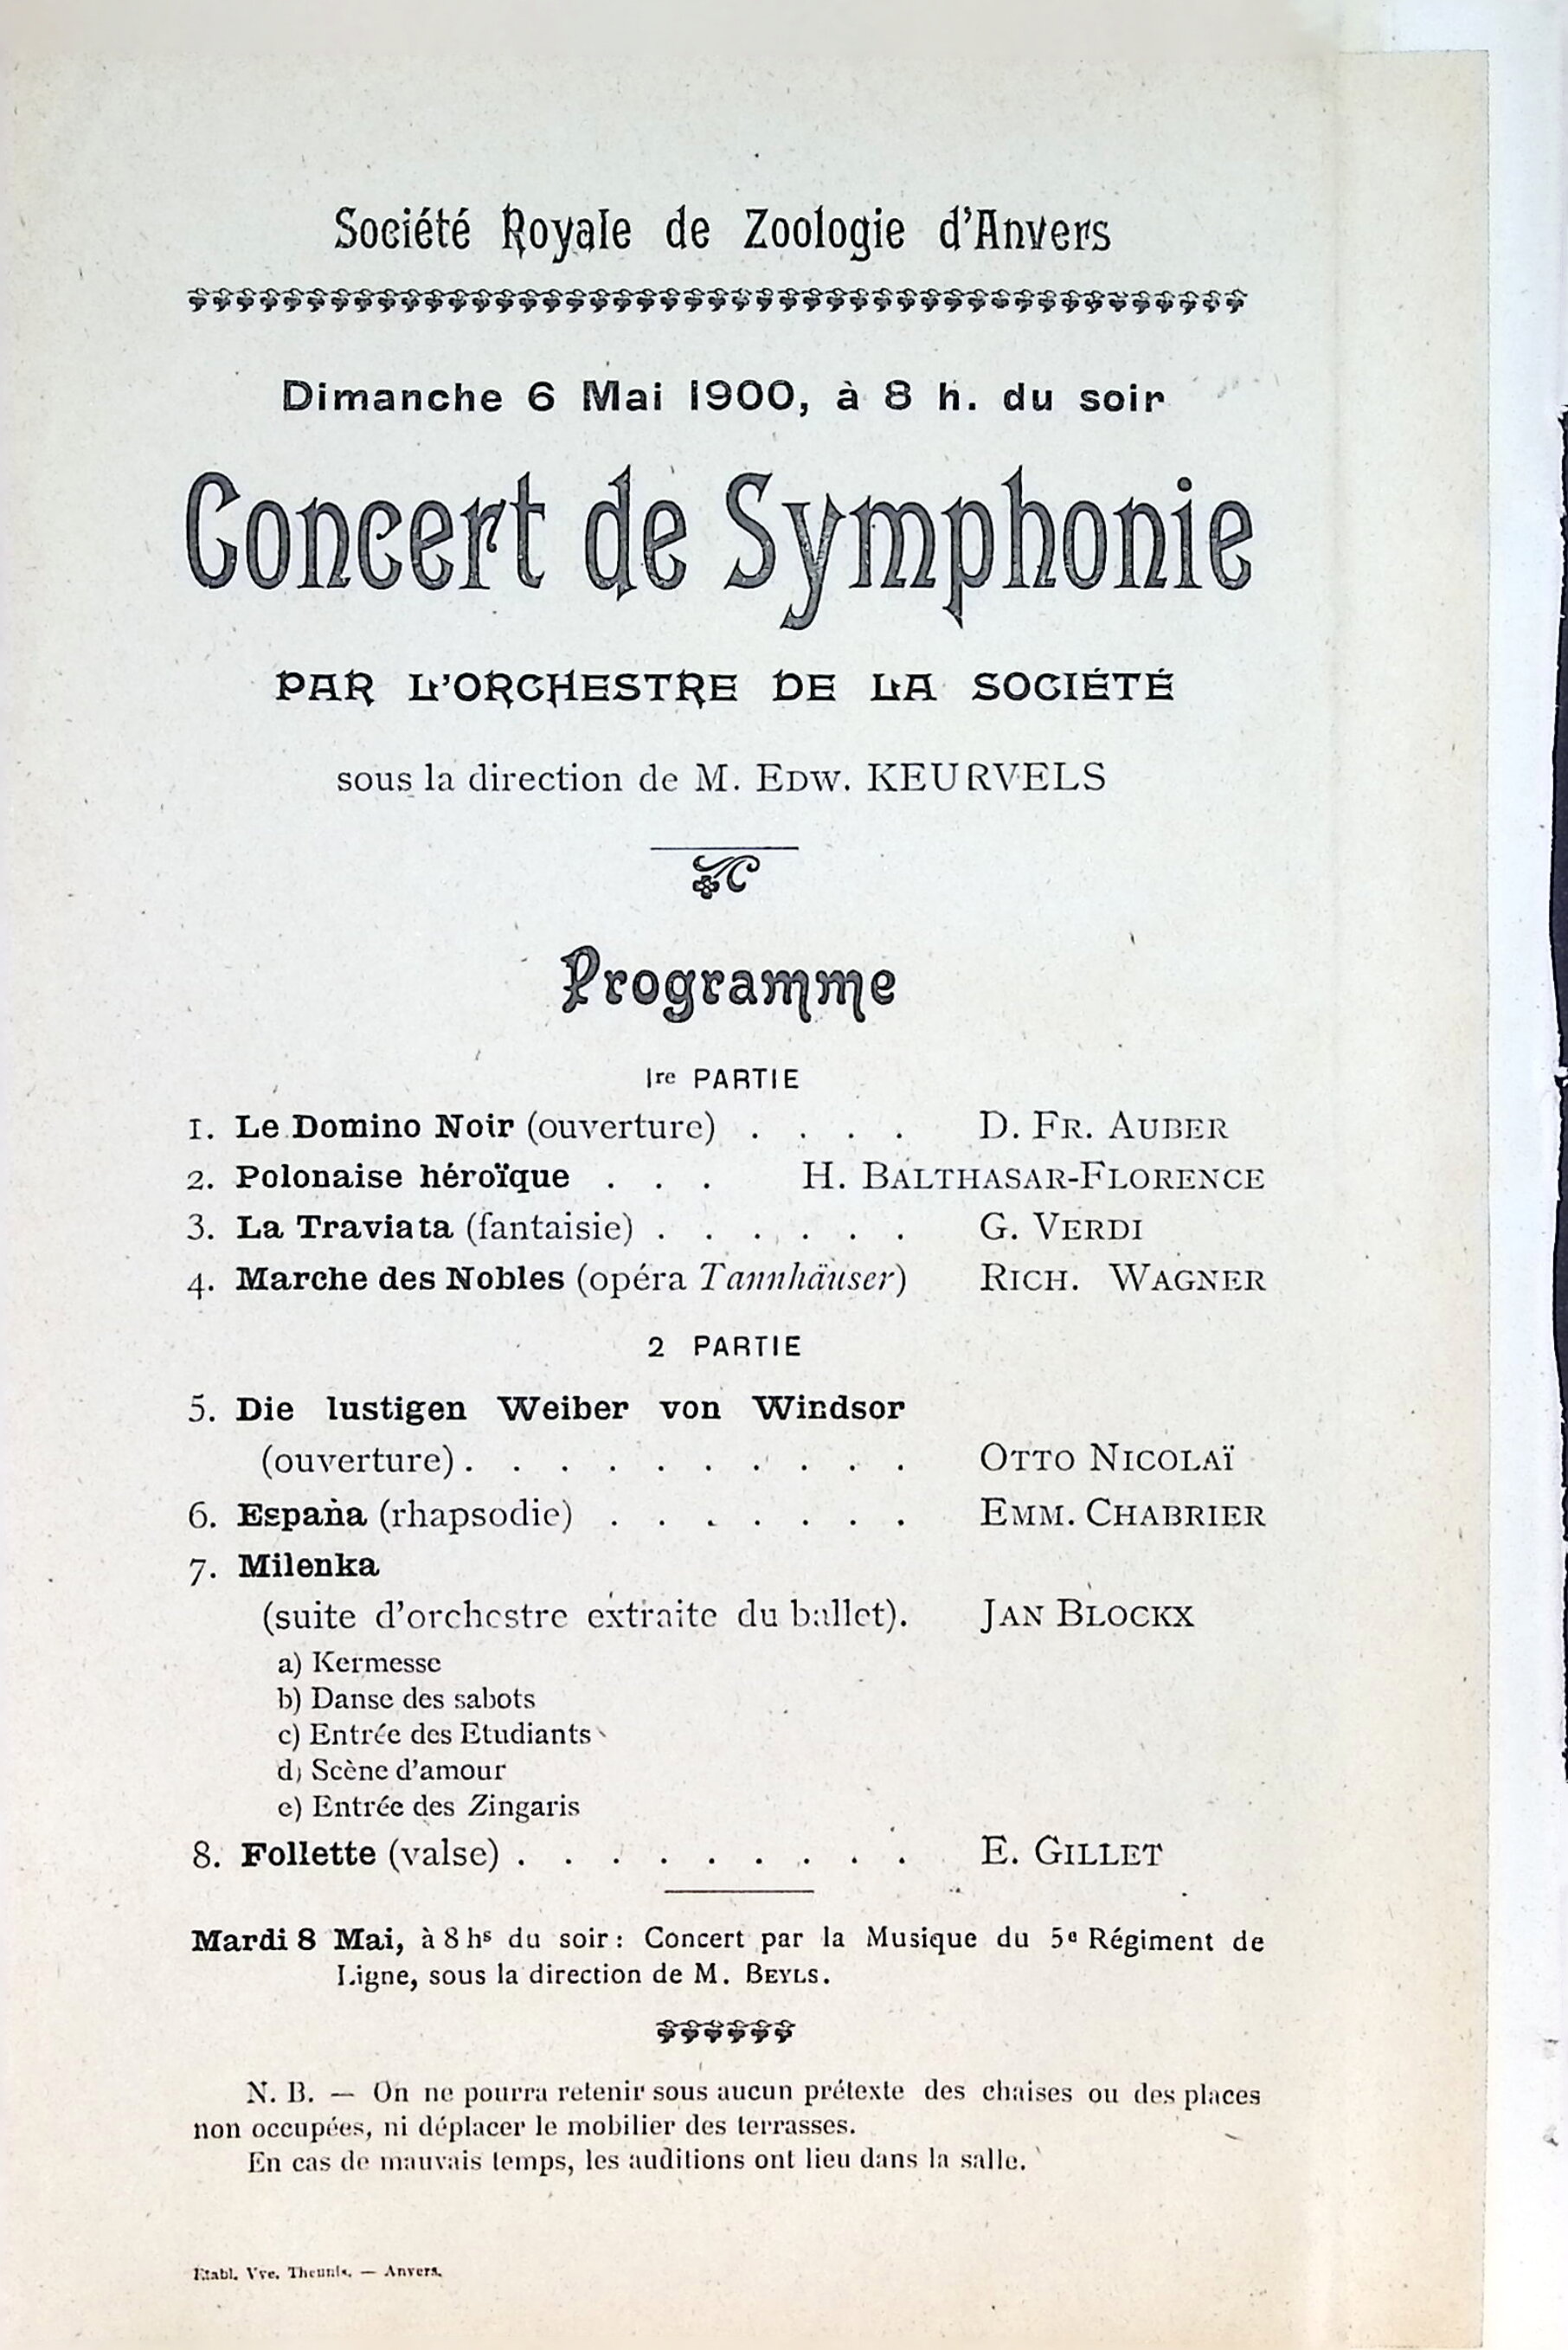 Société Royale de Zoologie d'Anvers
Dimanche 6 Mai 1900, à 8 h. du soir
Concert de Symphonie
PAR L'ORCHESTRE DE LA SOCIÉTÉ
sous la direction de M. EDW. KEURVELS
Programme
1re PARTIE
1. Le Domino Noir (ouverture) . . . . D. FR. AUBER
2. Polonaise héroïque . . . H. BALTHASAR-FLORENCE
3. La Traviata (fantaisie) . . . . . . G. VERDI
4. Marche des Nobles (opéra Tannhäuser) RICH. WAGNER
2 PARTIE
5. Die lustigen Weiber von Windsor
(ouverture) . . . . . . . . . . OTTO NICOLAÏ
6. España (rhapsodie) . . . . . . . EMM. CHABRIER
7. Milenka
(suite d'orchestre extraite du ballet). JAN BLOCKX
a) Kermesse
b) Danse des sabots
c) Entrée des Etudiants
d) Scène d'amour
e) Entrée des Zingaris
8. Follette (valse) . . . . . . . . . E. GILLET
Mardi 8 Mai, à 8 hs du soir: Concert par la Musique du 5e Régiment de
Ligne, sous la direction de M. BEYLS.
N. B. — On ne pourra retenir sous aucun prétexte des chaises ou des places
non occupées, ni déplacer le mobilier des terrasses.
En cas de mauvais temps, les auditions ont lieu dans la salle.
Etabl. Vve. Theunis. — Anvers.